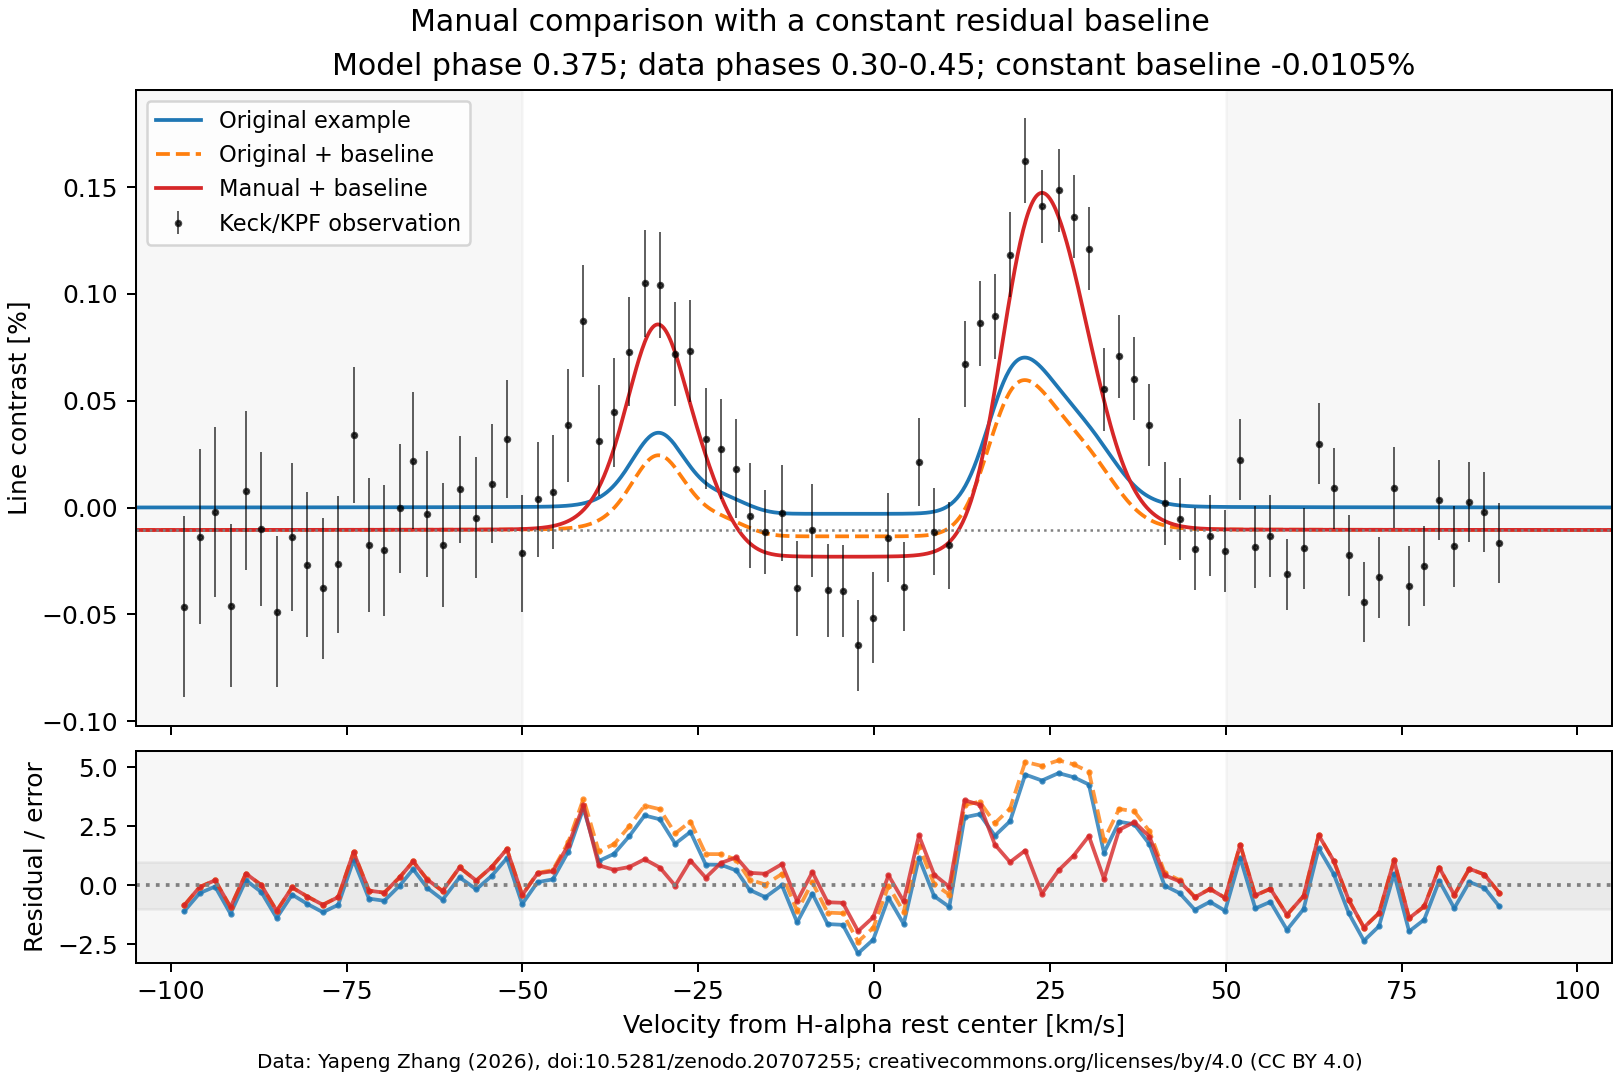 Manual comparison with a constant residual baseline
Model phase 0.375; data phases 0.30-0.45; constant baseline -0.0105%
Original example
Original + baseline
Manual + baseline
Keck/KPF observation
Line contrast [%]
0.15
0.10
0.05
0.00
−0.05
−0.10
Residual / error
5.0
2.5
0.0
−2.5
−100 −75 −50 −25 0 25 50 75 100
Velocity from H-alpha rest center [km/s]
Data: Yapeng Zhang (2026), doi:10.5281/zenodo.20707255; creativecommons.org/licenses/by/4.0 (CC BY 4.0)